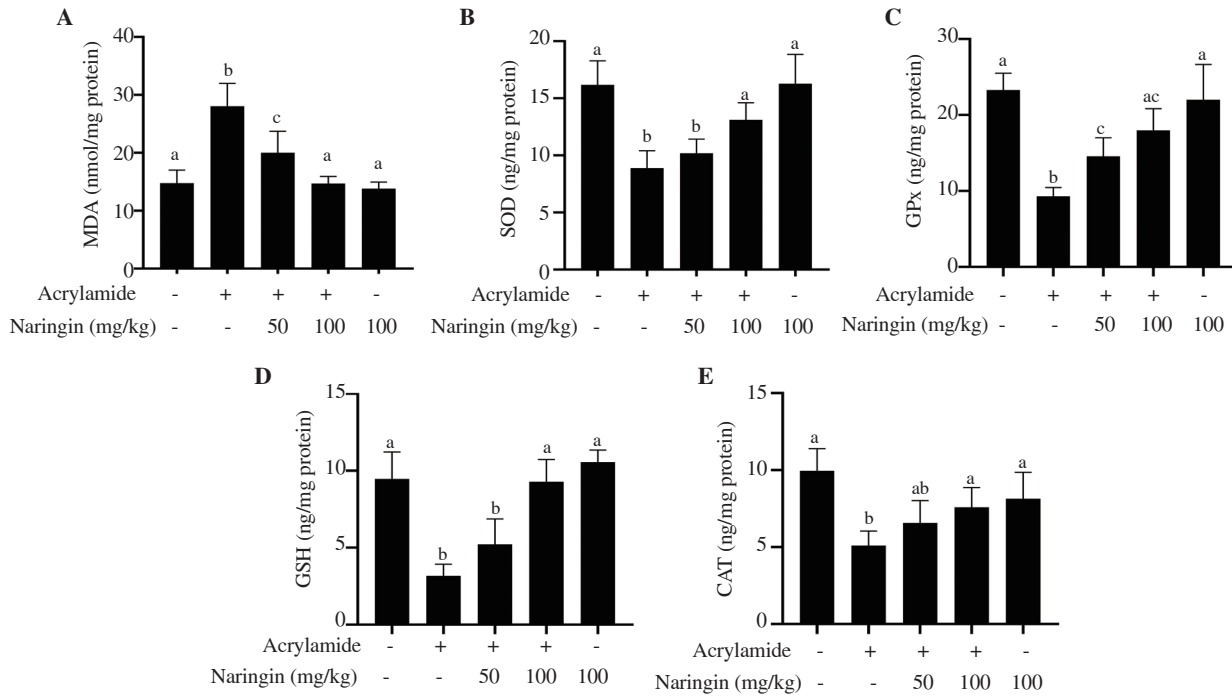 A
MDA (nmol/mg protein)
40
30
20
10
0
a
b
c
a
a
Acrylamide - + + + -
Naringin (mg/kg) - - 50 100 100
B
SOD (ng/mg protein)
20
15
10
5
0
a
b
b
a
a
Acrylamide - + + + -
Naringin (mg/kg) - - 50 100 100
C
GPx (ng/mg protein)
30
20
10
0
a
b
c
ac
a
Acrylamide - + + + -
Naringin (mg/kg) - - 50 100 100
D
GSH (ng/mg protein)
15
10
5
0
a
b
b
a
a
Acrylamide - + + + -
Naringin (mg/kg) - - 50 100 100
E
CAT (ng/mg protein)
15
10
5
0
a
b
ab
a
a
Acrylamide - + + + -
Naringin (mg/kg) - - 50 100 100